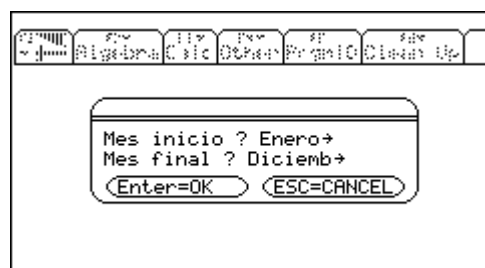 Algebra Calc Other PrgmIO Clean Up
Mes inicio ? Enero→
Mes final ? Diciemb→
Enter=OK ESC=CANCEL